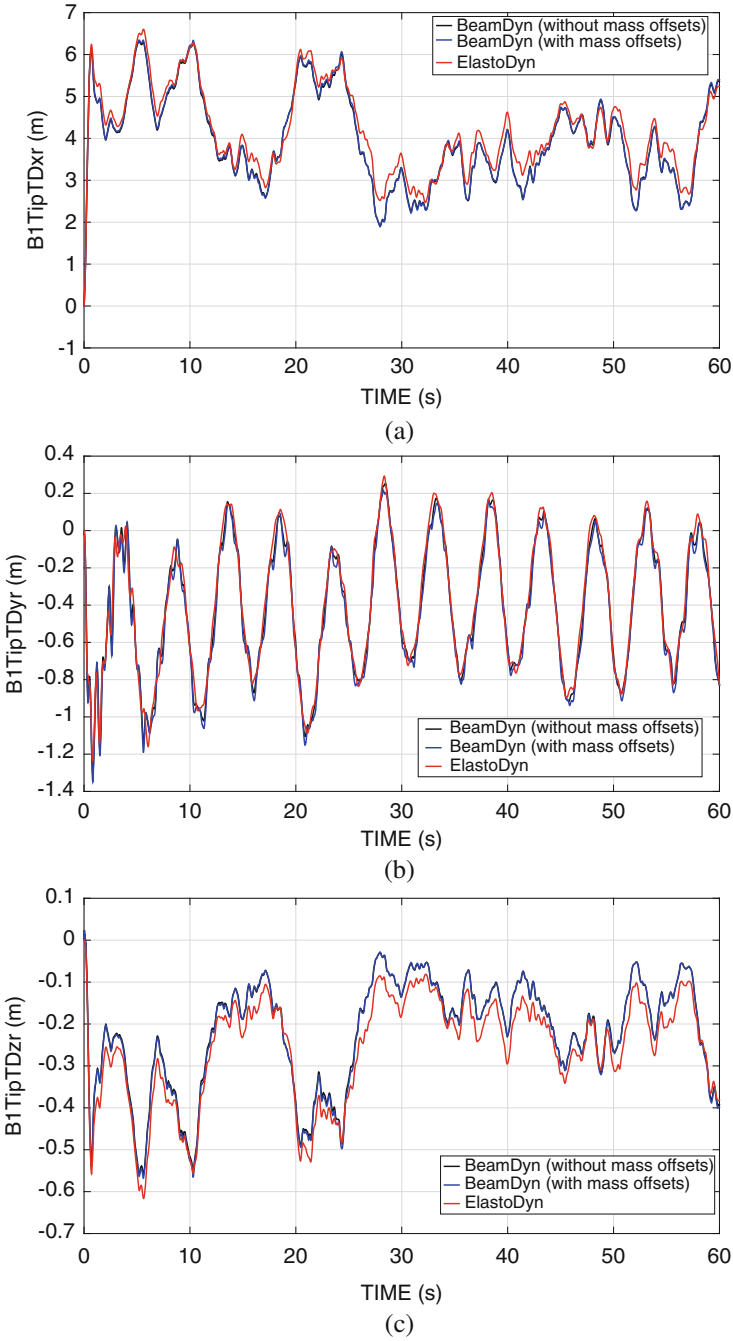 7
6
5
4
3
2
1
0
-1
B1TipTDxr (m)
BeamDyn (without mass offsets)
BeamDyn (with mass offsets)
ElastoDyn
0 10 20 30 40 50 60
TIME (s)
(a)
0.4
0.2
0
-0.2
-0.4
-0.6
-0.8
-1
-1.2
-1.4
B1TipTDyr (m)
BeamDyn (without mass offsets)
BeamDyn (with mass offsets)
ElastoDyn
0 10 20 30 40 50 60
TIME (s)
(b)
0.1
0
-0.1
-0.2
-0.3
-0.4
-0.5
-0.6
-0.7
B1TipTDzr (m)
BeamDyn (without mass offsets)
BeamDyn (with mass offsets)
ElastoDyn
0 10 20 30 40 50 60
TIME (s)
(c)